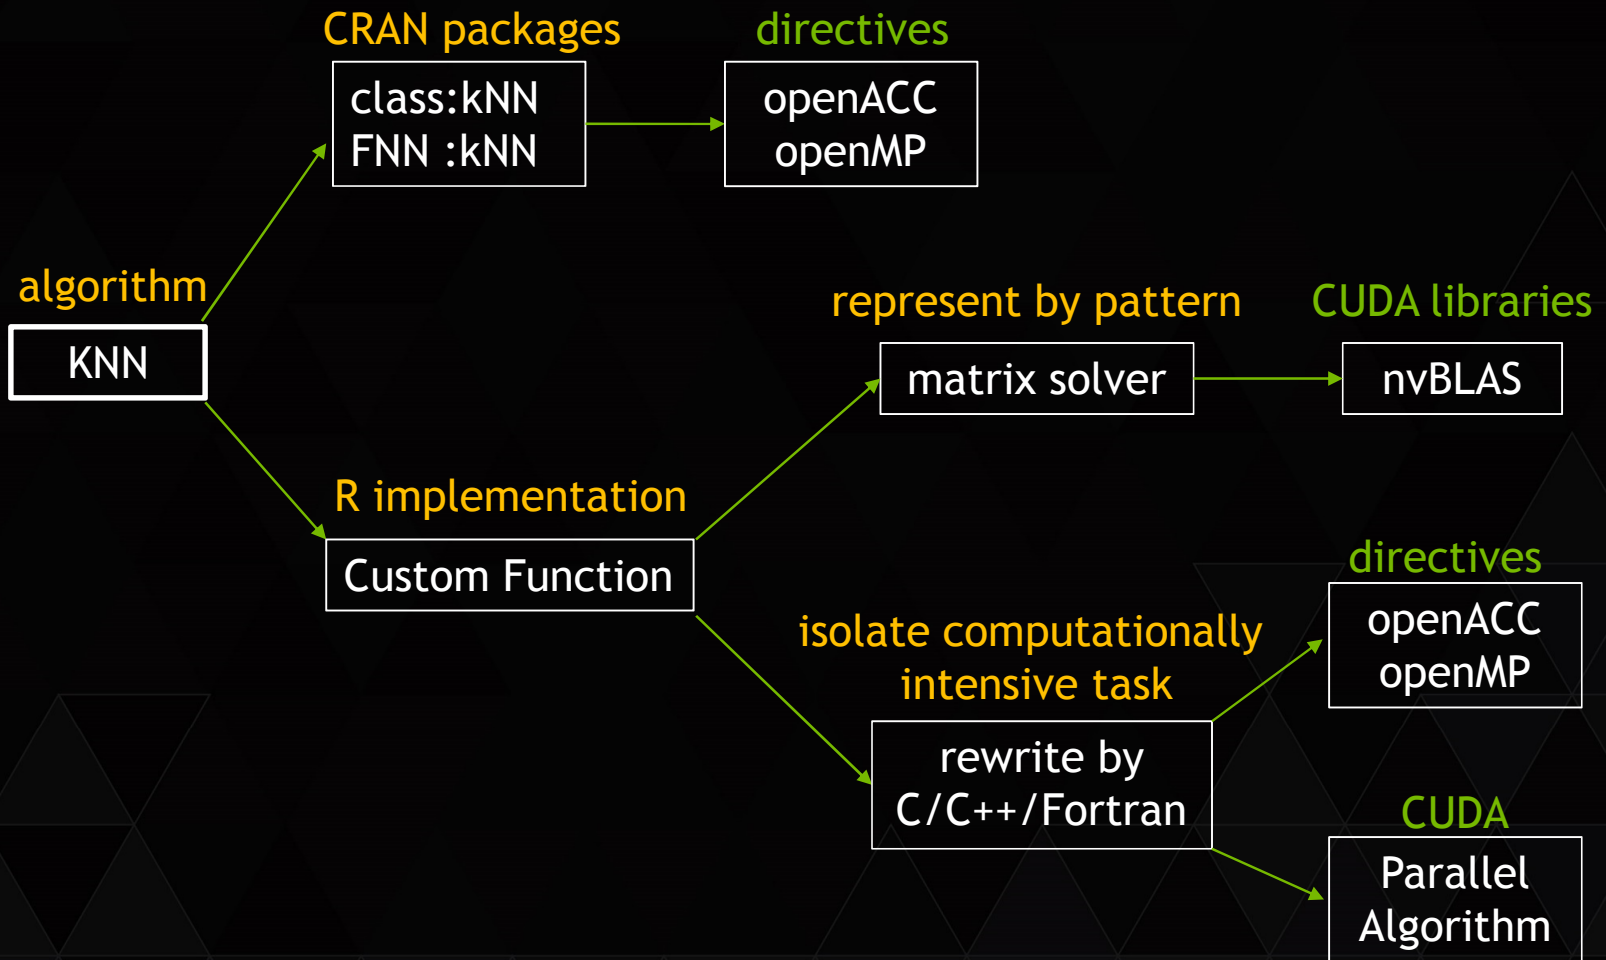 CRAN packages
directives
class:kNN
FNN :kNN
openACC
openMP
algorithm
KNN
represent by pattern
CUDA libraries
matrix solver
nvBLAS
R implementation
Custom Function
directives
openACC
openMP
isolate computationally
intensive task
rewrite by
C/C++/Fortran
CUDA
Parallel
Algorithm